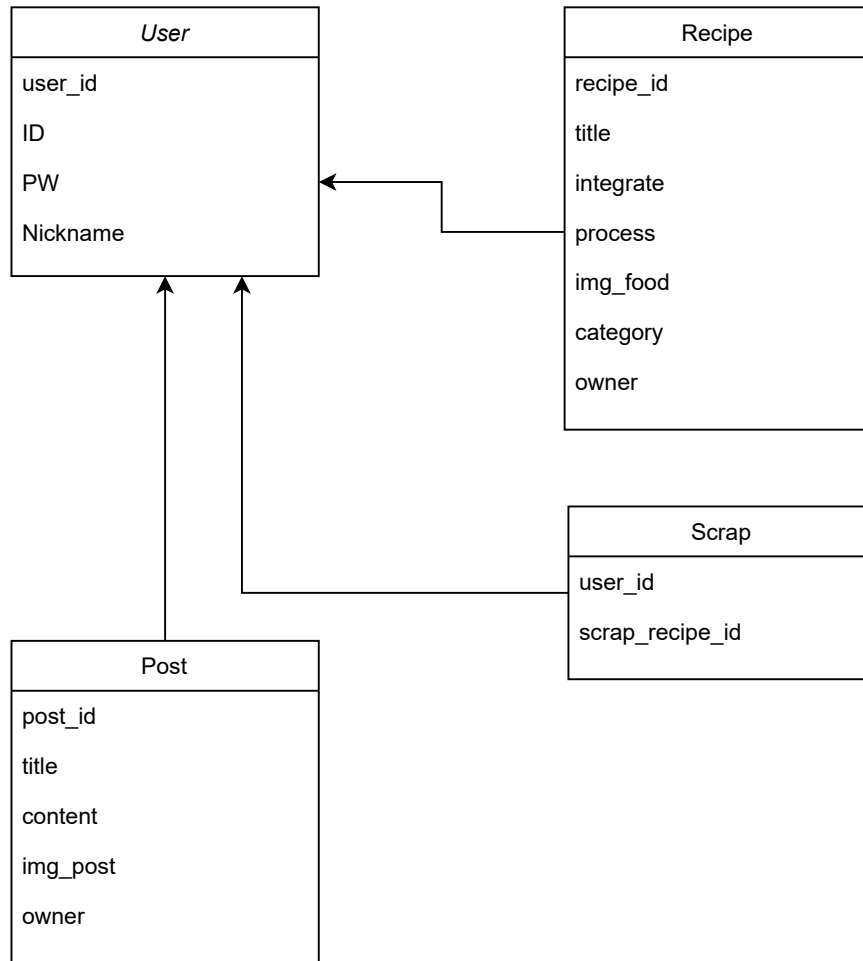 User
user_id
ID
PW
Nickname
Recipe
recipe_id
title
integrate
process
img_food
category
owner
Scrap
user_id
scrap_recipe_id
Post
post_id
title
content
img_post
owner